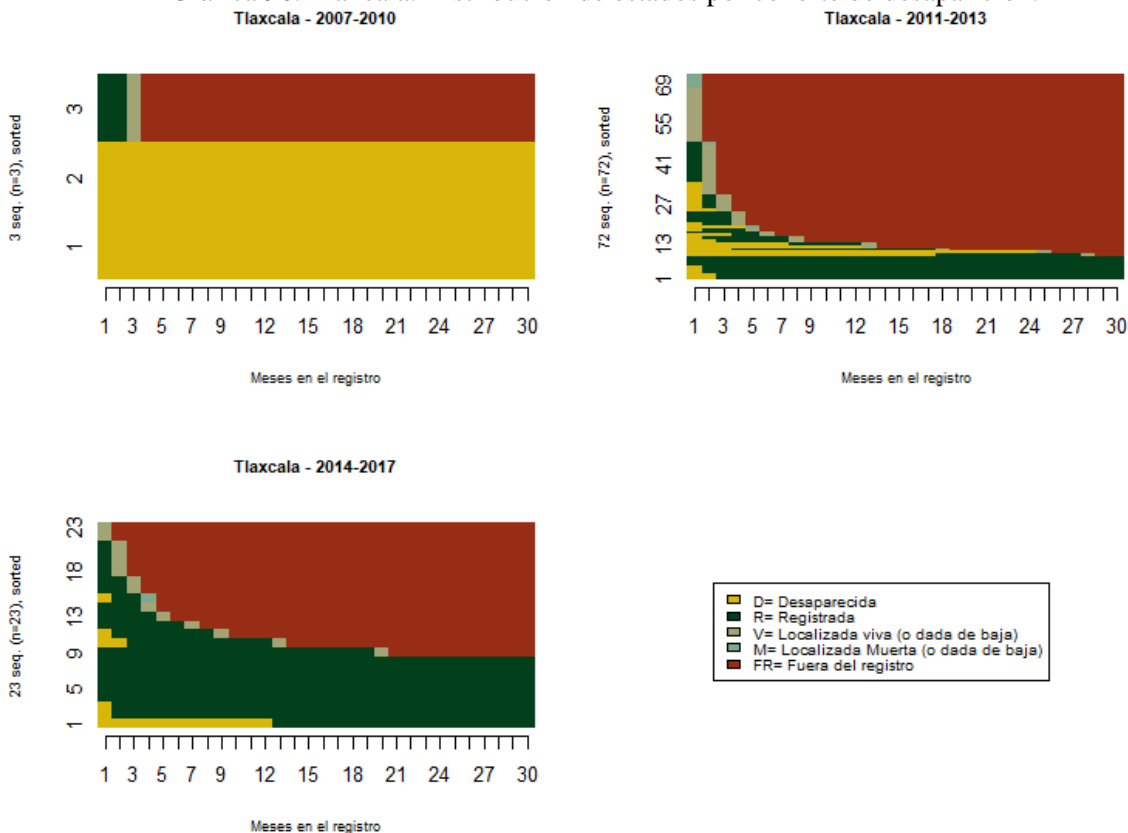 Tlaxcala - 2007-2010
3 seq. (n=3), sorted
3
2
1
1 3 5 7 9 12 15 18 21 24 27 30
Meses en el registro
Tlaxcala - 2011-2013
72 seq. (n=72), sorted
69
55
41
27
13
1
1 3 5 7 9 12 15 18 21 24 27 30
Meses en el registro
Tlaxcala - 2014-2017
23 seq. (n=23), sorted
23
18
13
9
5
1
1 3 5 7 9 12 15 18 21 24 27 30
Meses en el registro
D= Desaparecida
R= Registrada
V= Localizada viva (o dada de baja)
M= Localizada Muerta (o dada de baja)
FR= Fuera del registro